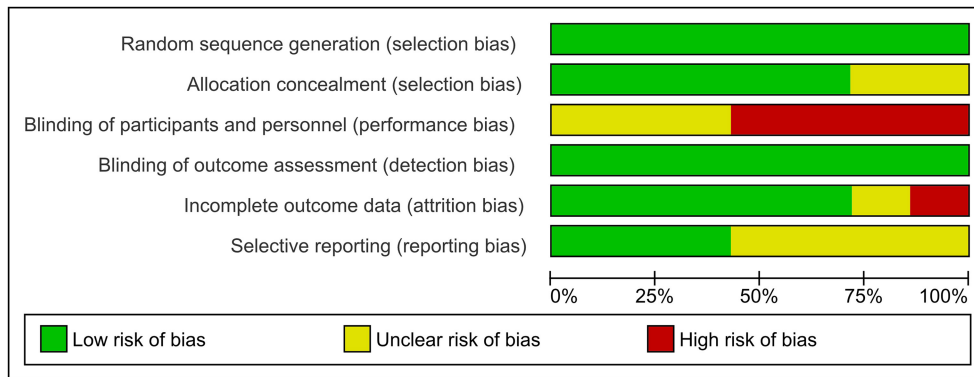 Random sequence generation (selection bias)
Allocation concealment (selection bias)
Blinding of participants and personnel (performance bias)
Blinding of outcome assessment (detection bias)
Incomplete outcome data (attrition bias)
Selective reporting (reporting bias)
0% 25% 50% 75% 100%
Low risk of bias Unclear risk of bias High risk of bias